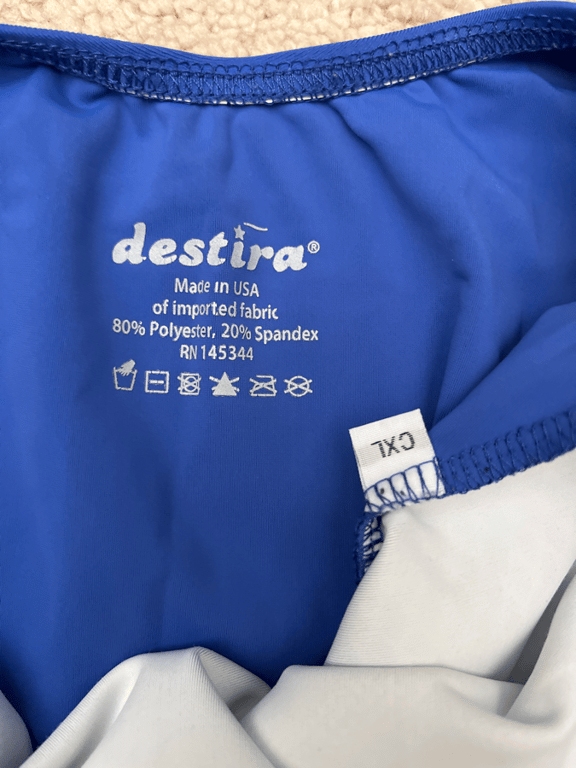 destira®
Made in USA
of imported fabric
80% Polyester, 20% Spandex
RN 145344
CXL